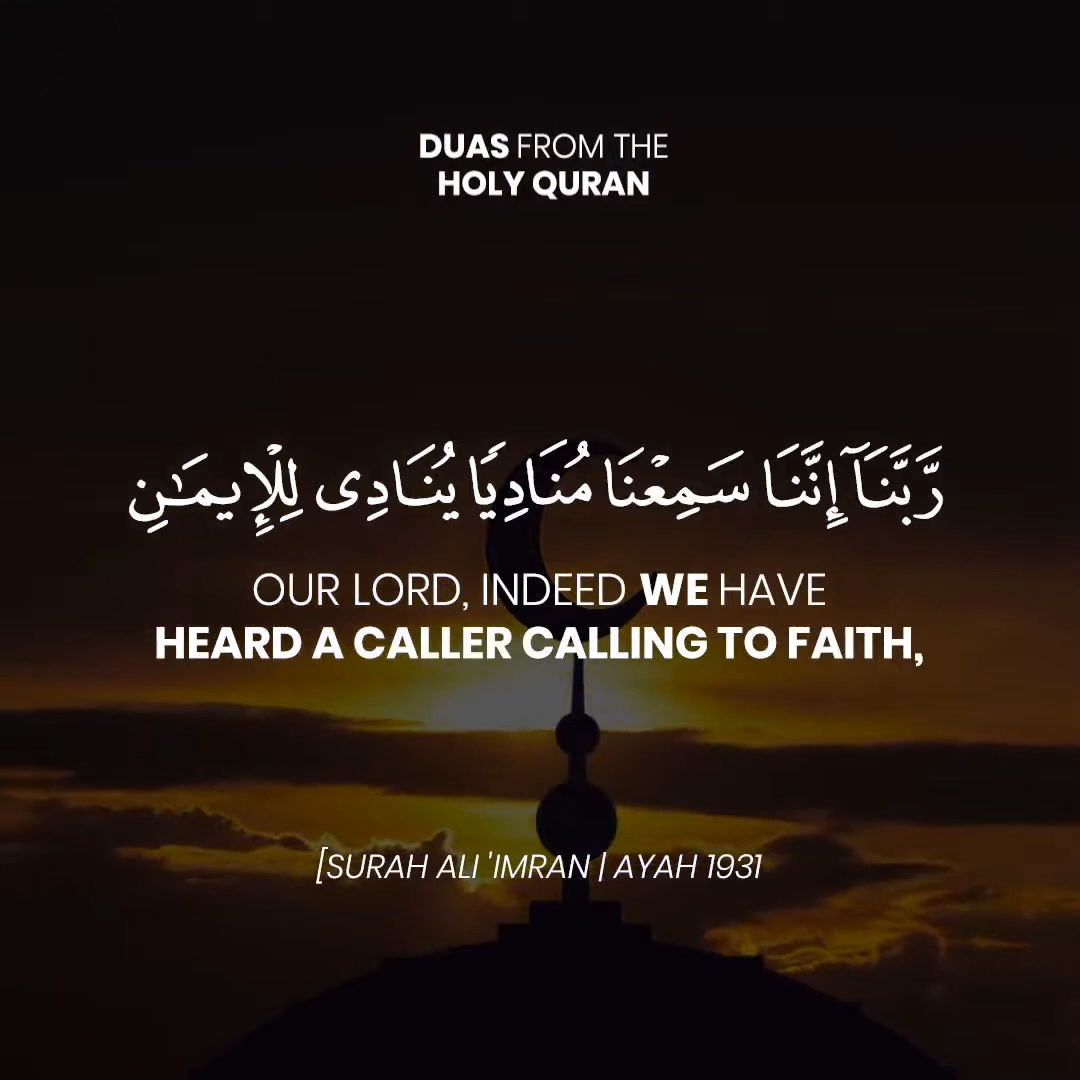 DUAS FROM THE
HOLY QURAN
رَّبَّنَآ إِنَّنَا سَمِعْنَا مُنَادِيًا يُنَادِى لِلْإِيمَـٰنِ
OUR LORD, INDEED WE HAVE
HEARD A CALLER CALLING TO FAITH,
[SURAH ALI 'IMRAN | AYAH 1931